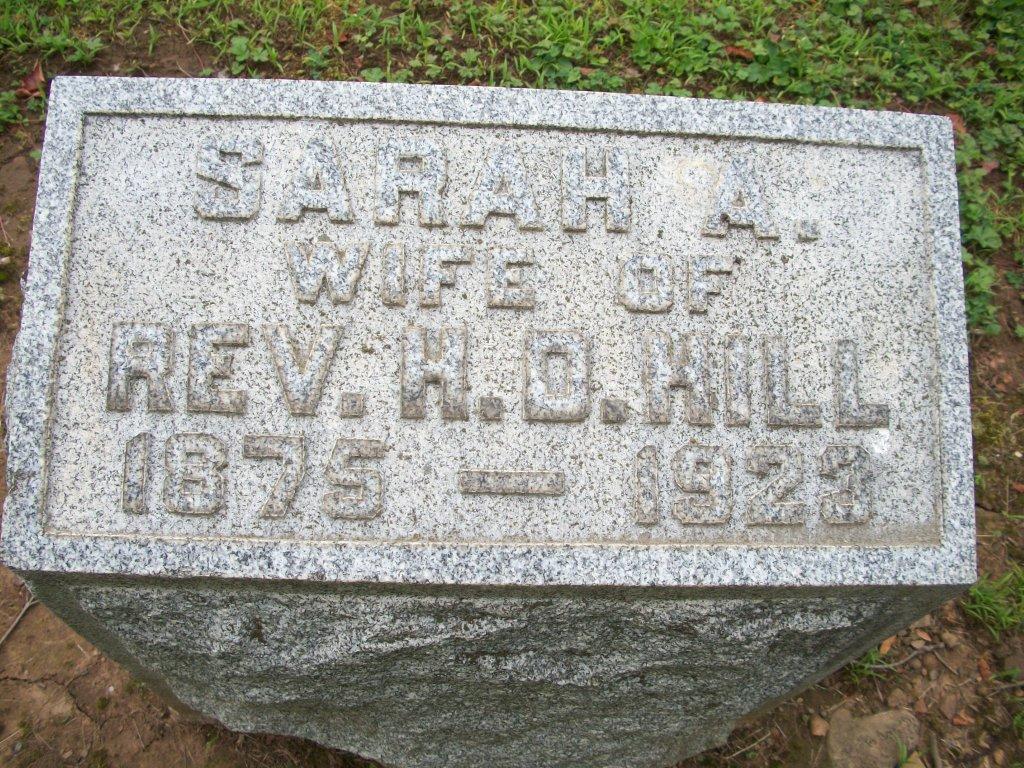 SARAH A.
WIFE OF
REV. H. D. HILL
1875 — 1923